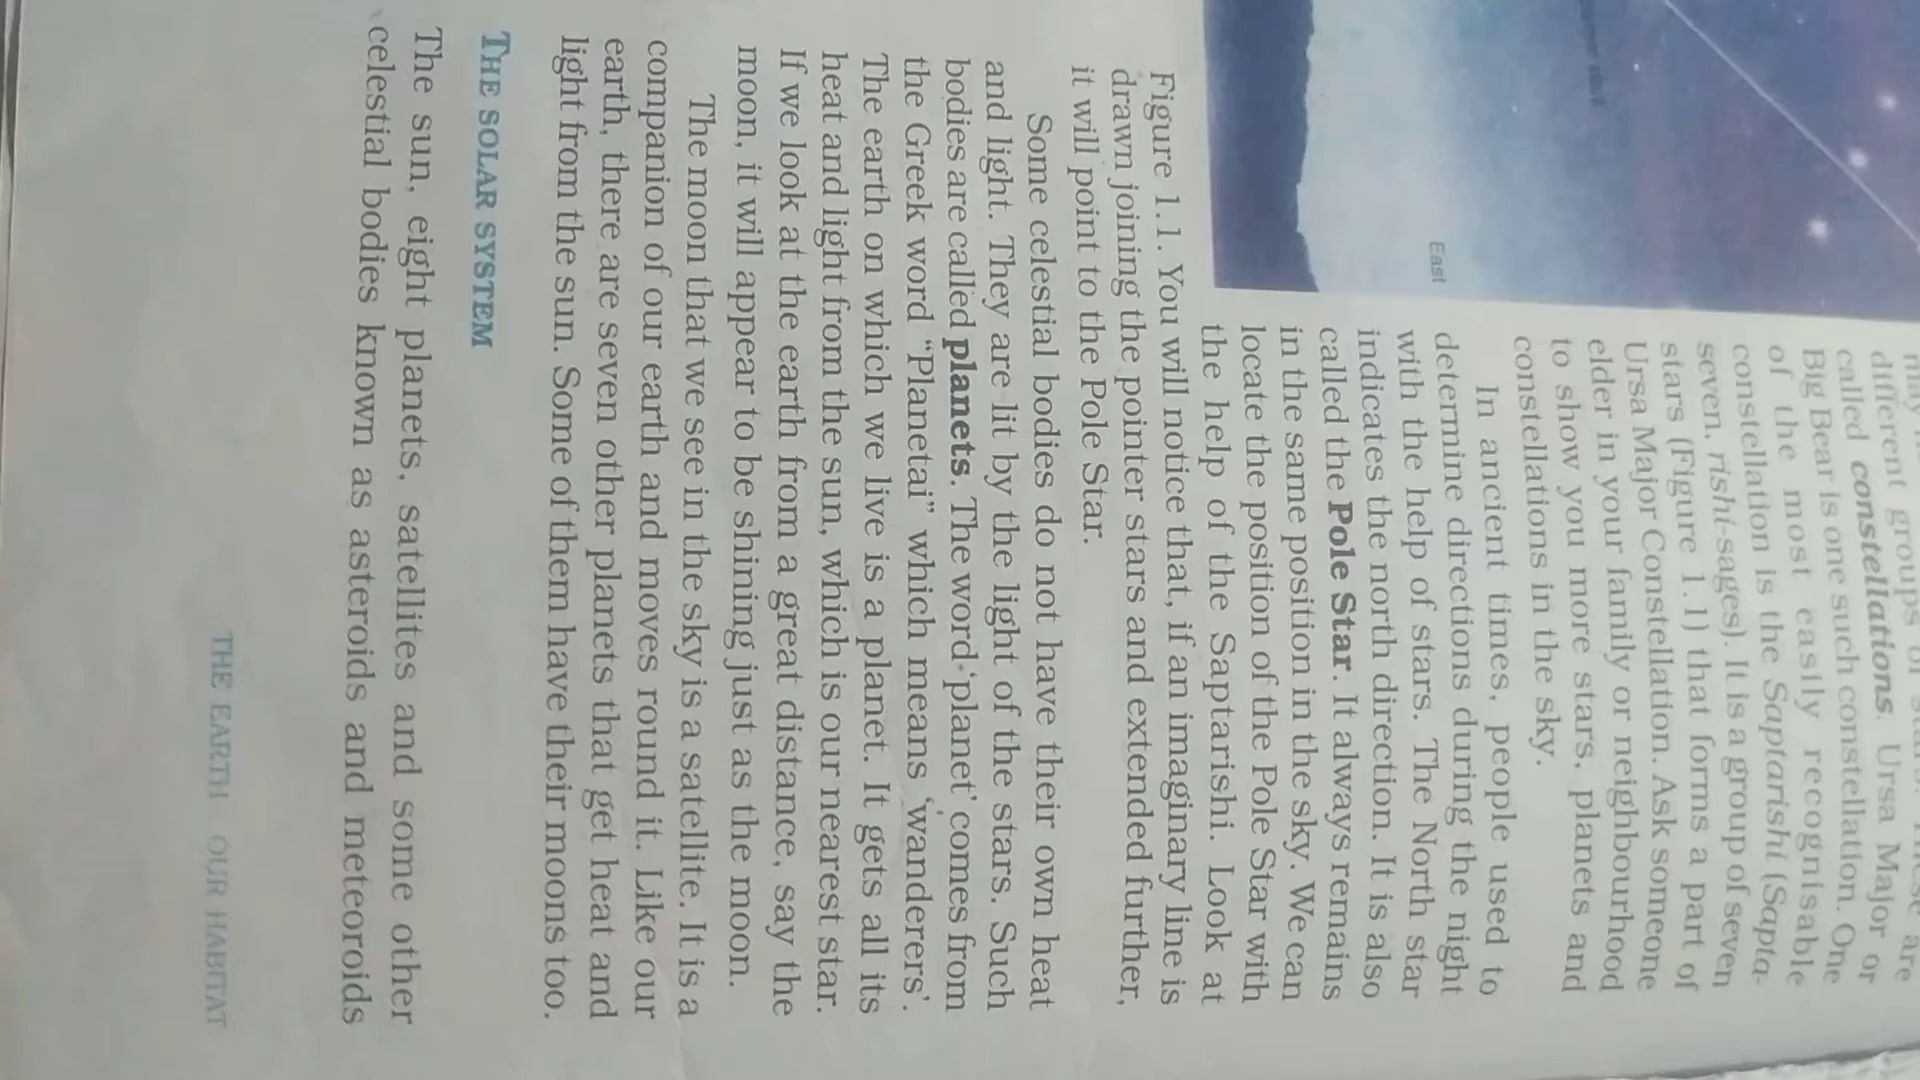 East
different groups of
called constellations. Ursa Major or
Big Bear is one such constellation. One
of the most easily recognisable
constellation is the Saptarishi (Sapta-
seven, rishi-sages). It is a group of seven
stars (Figure 1.1) that forms a part of
Ursa Major Constellation. Ask someone
elder in your family or neighbourhood
to show you more stars, planets and
constellations in the sky.
In ancient times, people used to
determine directions during the night
with the help of stars. The North star
indicates the north direction. It is also
called the Pole Star. It always remains
in the same position in the sky. We can
locate the position of the Pole Star with
the help of the Saptarishi. Look at
Figure 1.1. You will notice that, if an imaginary line is
drawn joining the pointer stars and extended further,
it will point to the Pole Star.
Some celestial bodies do not have their own heat
and light. They are lit by the light of the stars. Such
bodies are called planets. The word 'planet' comes from
the Greek word “Planetai” which means 'wanderers'.
The earth on which we live is a planet. It gets all its
heat and light from the sun, which is our nearest star.
If we look at the earth from a great distance, say the
moon, it will appear to be shining just as the moon.
The moon that we see in the sky is a satellite. It is a
companion of our earth and moves round it. Like our
earth, there are seven other planets that get heat and
light from the sun. Some of them have their moons too.
THE SOLAR SYSTEM
The sun, eight planets, satellites and some other
celestial bodies known as asteroids and meteoroids
THE EARTH OUR HABITAT